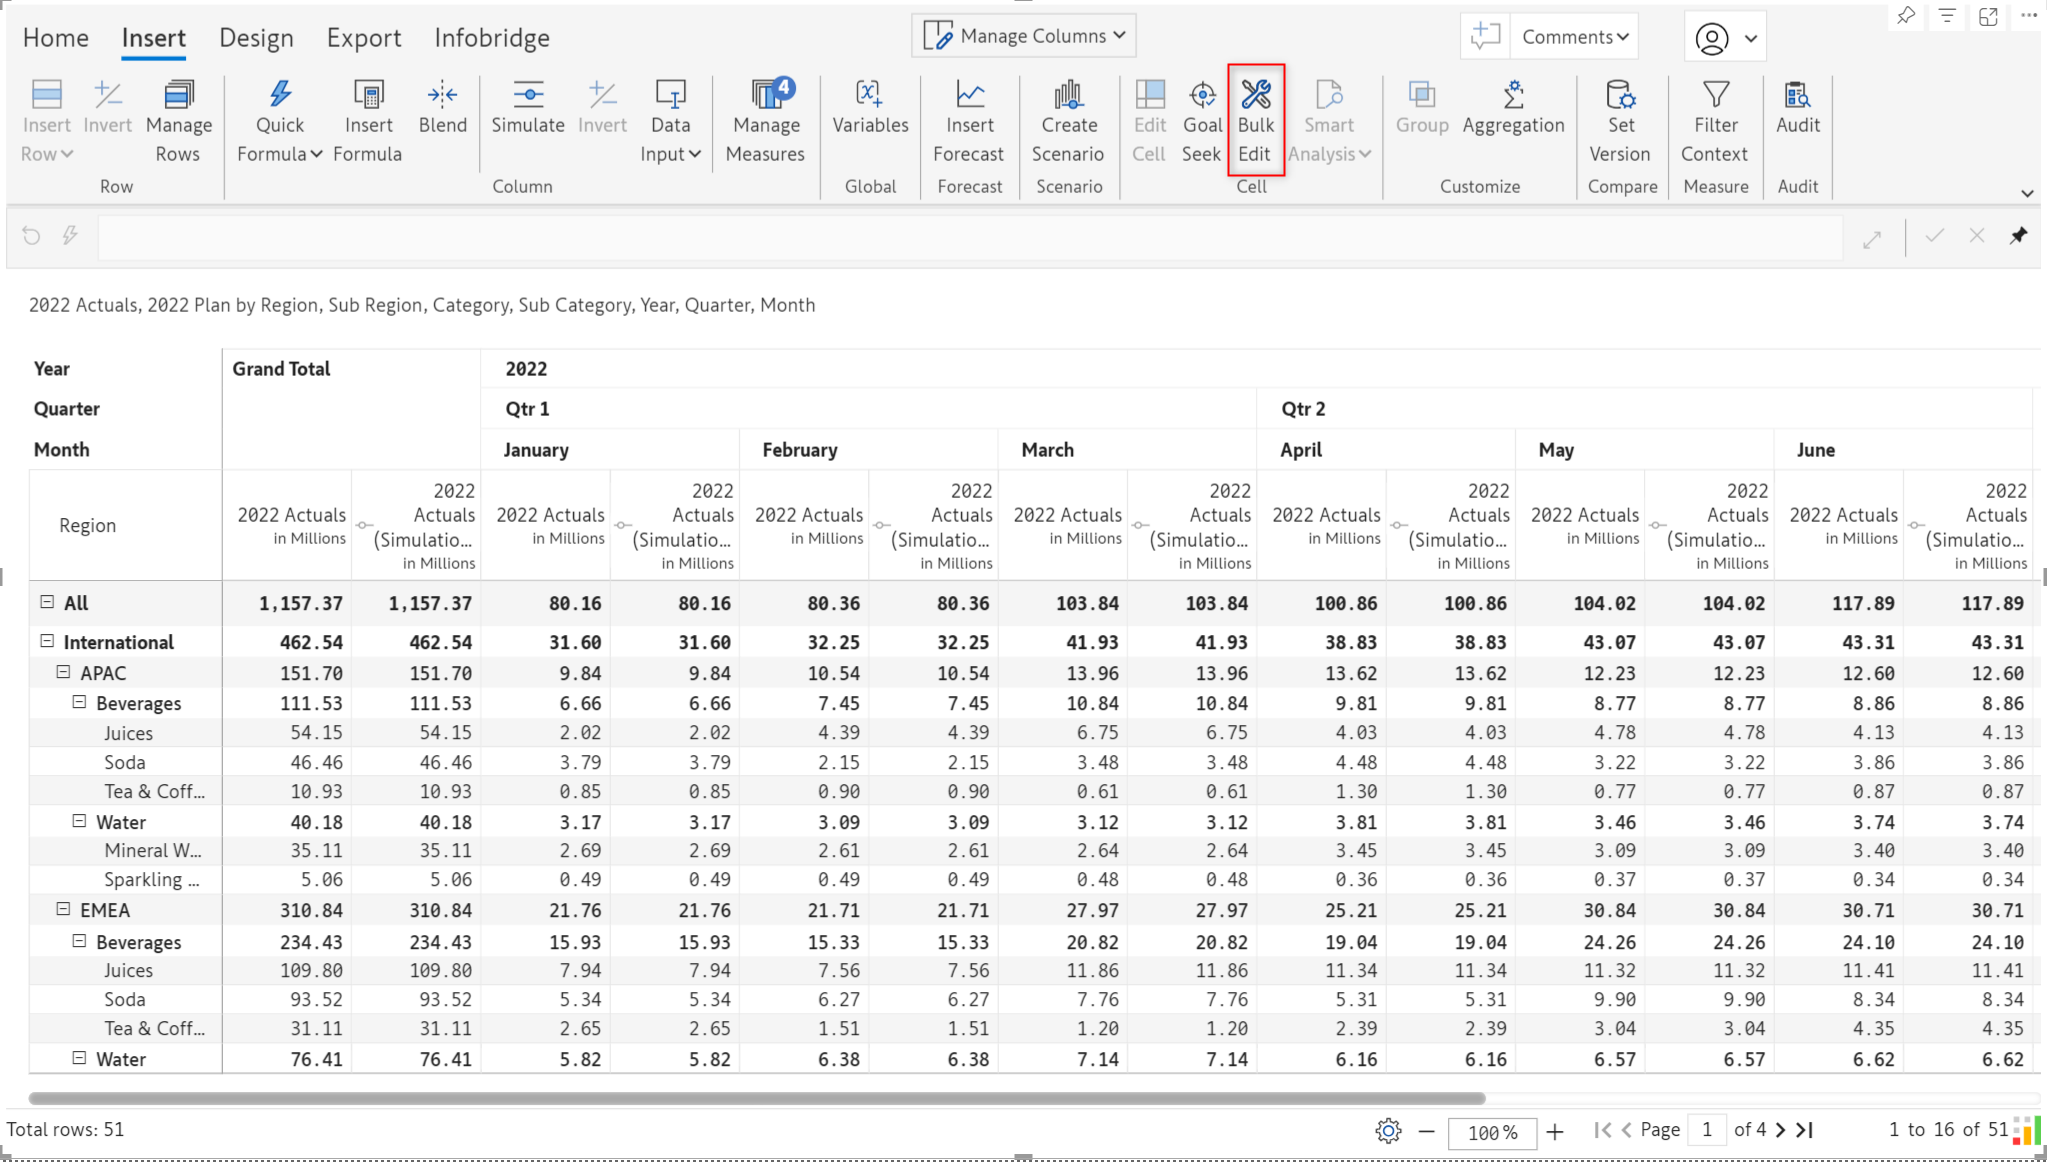 Home Insert Design Export Infobridge Manage Columns Comments
Insert Row Invert Manage Rows Quick Formula Insert Formula Blend Simulate Invert Data Input Manage Measures 4 Variables Insert Forecast Create Scenario Edit Cell Goal Seek Bulk Edit Smart Analysis Group Aggregation Set Version Filter Context Audit
Row Column Global Forecast Scenario Cell Customize Compare Measure Audit
2022 Actuals, 2022 Plan by Region, Sub Region, Category, Sub Category, Year, Quarter, Month
Year Grand Total 2022
Quarter Qtr 1 Qtr 2
Month January February March April May June
Region 2022 Actuals in Millions 2022 Actuals (Simulatio... in Millions 2022 Actuals in Millions 2022 Actuals (Simulatio... in Millions 2022 Actuals in Millions 2022 Actuals (Simulatio... in Millions 2022 Actuals in Millions 2022 Actuals (Simulatio... in Millions 2022 Actuals in Millions 2022 Actuals (Simulatio... in Millions 2022 Actuals in Millions 2022 Actuals (Simulatio... in Millions 2022 Actuals in Millions 2022 Actuals (Simulatio... in Millions
All 1,157.37 1,157.37 80.16 80.16 80.36 80.36 103.84 103.84 100.86 100.86 104.02 104.02 117.89 117.89
International 462.54 462.54 31.60 31.60 32.25 32.25 41.93 41.93 38.83 38.83 43.07 43.07 43.31 43.31
APAC 151.70 151.70 9.84 9.84 10.54 10.54 13.96 13.96 13.62 13.62 12.23 12.23 12.60 12.60
Beverages 111.53 111.53 6.66 6.66 7.45 7.45 10.84 10.84 9.81 9.81 8.77 8.77 8.86 8.86
Juices 54.15 54.15 2.02 2.02 4.39 4.39 6.75 6.75 4.03 4.03 4.78 4.78 4.13 4.13
Soda 46.46 46.46 3.79 3.79 2.15 2.15 3.48 3.48 4.48 4.48 3.22 3.22 3.86 3.86
Tea & Coff... 10.93 10.93 0.85 0.85 0.90 0.90 0.61 0.61 1.30 1.30 0.77 0.77 0.87 0.87
Water 40.18 40.18 3.17 3.17 3.09 3.09 3.12 3.12 3.81 3.81 3.46 3.46 3.74 3.74
Mineral W... 35.11 35.11 2.69 2.69 2.61 2.61 2.64 2.64 3.45 3.45 3.09 3.09 3.40 3.40
Sparkling ... 5.06 5.06 0.49 0.49 0.49 0.49 0.48 0.48 0.36 0.36 0.37 0.37 0.34 0.34
EMEA 310.84 310.84 21.76 21.76 21.71 21.71 27.97 27.97 25.21 25.21 30.84 30.84 30.71 30.71
Beverages 234.43 234.43 15.93 15.93 15.33 15.33 20.82 20.82 19.04 19.04 24.26 24.26 24.10 24.10
Juices 109.80 109.80 7.94 7.94 7.56 7.56 11.86 11.86 11.34 11.34 11.32 11.32 11.41 11.41
Soda 93.52 93.52 5.34 5.34 6.27 6.27 7.76 7.76 5.31 5.31 9.90 9.90 8.34 8.34
Tea & Coff... 31.11 31.11 2.65 2.65 1.51 1.51 1.20 1.20 2.39 2.39 3.04 3.04 4.35 4.35
Water 76.41 76.41 5.82 5.82 6.38 6.38 7.14 7.14 6.16 6.16 6.57 6.57 6.62 6.62
Total rows: 51 100% Page 1 of 4 1 to 16 of 51